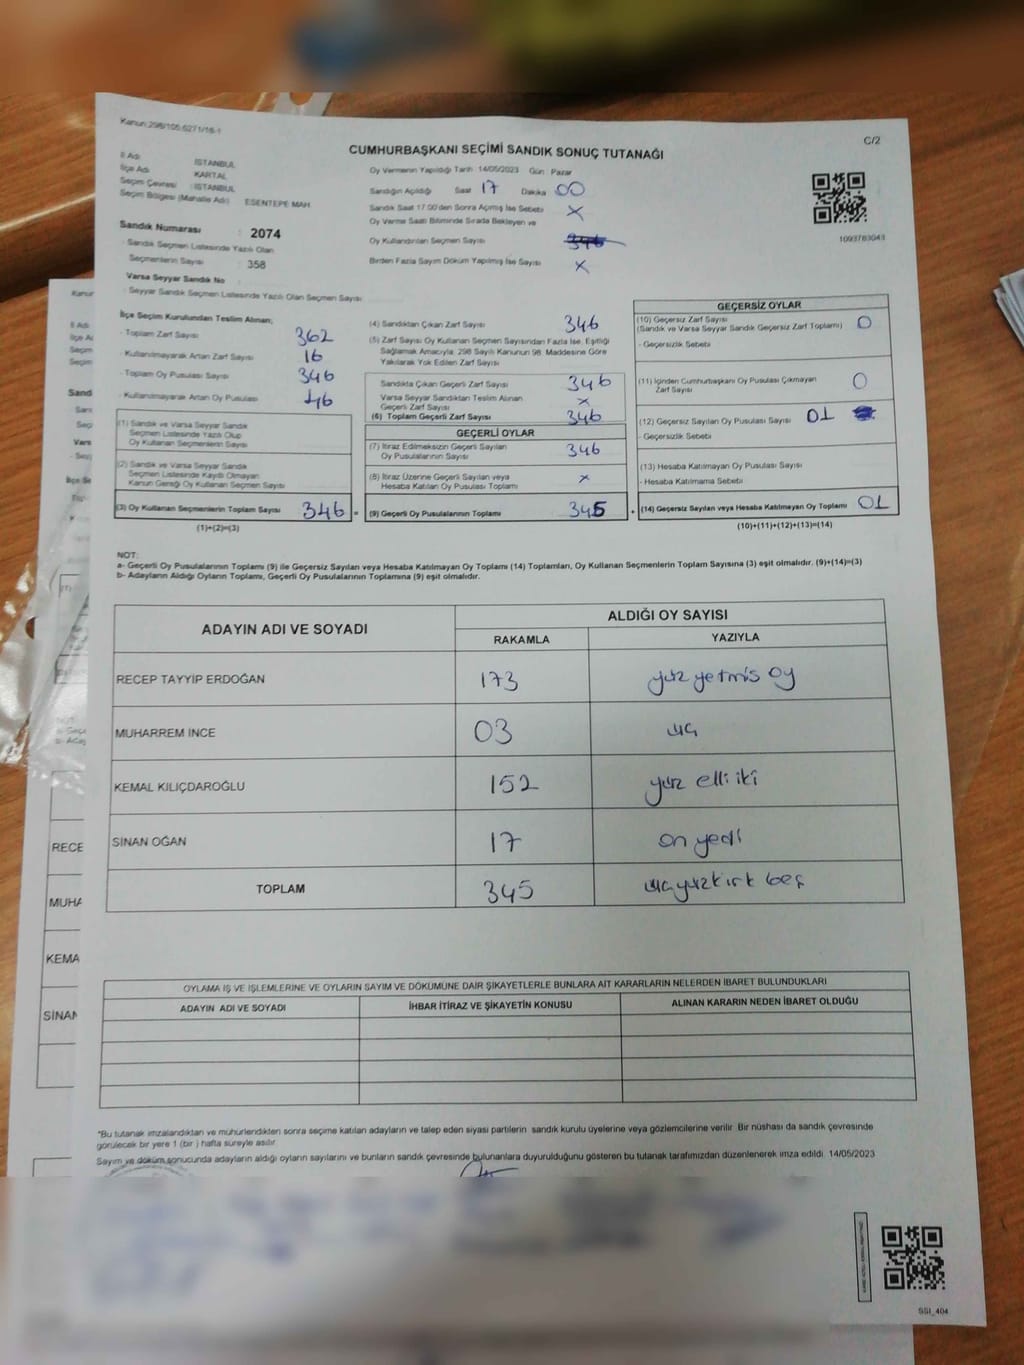 Kanun:298/105,6271/16-1
C/2
CUMHURBAŞKANI SEÇİMİ SANDIK SONUÇ TUTANAĞI
İl Adı : İSTANBUL
İlçe Adı : KARTAL
Seçim Çevresi : İSTANBUL
Seçim Bölgesi (Mahalle Adı) : ESENTEPE MAH.
Sandık Numarası : 2074
- Sandık Seçmen Listesinde Yazılı Olan
Seçmenlerin Sayısı : 358
Varsa Seyyar Sandık No :
- Seyyar Sandık Seçmen Listesinde Yazılı Olan Seçmen Sayısı :
Oy Vermenin Yapıldığı Tarih 14/05/2023 Gün Pazar
Sandığın Açıldığı Saat 17 Dakika 00
Sandık Saat 17.00'den Sonra Açılmış İse Sebebi X
Oy Verme Saati Bitiminde Sırada Bekleyen ve
Oy Kullandırılan Seçmen Sayısı 346
Birden Fazla Sayım Döküm Yapılmış İse Sayısı X
1093783043
İlçe Seçim Kurulundan Teslim Alınan;
- Toplam Zarf Sayısı 362
- Kullanılmayarak Artan Zarf Sayısı 16
- Toplam Oy Pusulası Sayısı 346
- Kullanılmayarak Artan Oy Pusulası 46
(1) Sandık ve Varsa Seyyar Sandık
Seçmen Listesinde Yazılı Olup
Oy Kullanan Seçmenlerin Sayısı
(2) Sandık ve Varsa Seyyar Sandık
Seçmen Listesinde Kayıtlı Olmayan
Kanun Gereği Oy Kullanan Seçmen Sayısı
(3) Oy Kullanan Seçmenlerin Toplam Sayısı 346 =
(1)+(2)=(3)
(4) Sandıktan Çıkan Zarf Sayısı 346
(5) Zarf Sayısı Oy Kullanan Seçmen Sayısından Fazla İse, Eşitliği
Sağlamak Amacıyla, 298 Sayılı Kanunun 98. Maddesine Göre
Yakılarak Yok Edilen Zarf Sayısı
Sandıkta Çıkan Geçerli Zarf Sayısı 346
Varsa Seyyar Sandıktan Teslim Alınan
Geçerli Zarf Sayısı X
(6) Toplam Geçerli Zarf Sayısı 346
GEÇERLİ OYLAR
(7) İtiraz Edilmeksizin Geçerli Sayılan
Oy Pusulalarının Sayısı 346
(8) İtiraz Üzerine Geçerli Sayılan veya
Hesaba Katılan Oy Pusulası Toplamı X
(9) Geçerli Oy Pusulalarının Toplamı 345 +
GEÇERSİZ OYLAR
(10) Geçersiz Zarf Sayısı
(Sandık ve Varsa Seyyar Sandık Geçersiz Zarf Toplamı) 0
- Geçersizlik Sebebi
(11) İçinden Cumhurbaşkanı Oy Pusulası Çıkmayan
Zarf Sayısı 0
(12) Geçersiz Sayılan Oy Pusulası Sayısı 01
- Geçersizlik Sebebi
(13) Hesaba Katılmayan Oy Pusulası Sayısı
- Hesaba Katılmama Sebebi
(14) Geçersiz Sayılan veya Hesaba Katılmayan Oy Toplamı 01
(10)+(11)+(12)+(13)=(14)
NOT:
a- Geçerli Oy Pusulalarının Toplamı (9) ile Geçersiz Sayılan veya Hesaba Katılmayan Oy Toplamı (14) Toplamları, Oy Kullanan Seçmenlerin Toplam Sayısına (3) eşit olmalıdır. (9)+(14)=(3)
b- Adayların Aldığı Oyların Toplamı, Geçerli Oy Pusulalarının Toplamına (9) eşit olmalıdır.
ADAYIN ADI VE SOYADI
ALDIĞI OY SAYISI
RAKAMLA YAZIYLA
RECEP TAYYİP ERDOĞAN 173 yüz yetmis oy
MUHARREM İNCE 03 üç
KEMAL KILIÇDAROĞLU 152 yüz elli iki
SİNAN OĞAN 17 on yedi
TOPLAM 345 üçyüzkırk beş
OYLAMA İŞ VE İŞLEMLERİNE VE OYLARIN SAYIM VE DÖKÜMÜNE DAİR ŞİKAYETLERLE BUNLARA AİT KARARLARIN NELERDEN İBARET BULUNDUKLARI
ADAYIN ADI VE SOYADI İHBAR İTİRAZ VE ŞİKAYETİN KONUSU ALINAN KARARIN NEDEN İBARET OLDUĞU
*Bu tutanak imzalandıktan ve mühürlendikten sonra seçime katılan adayların ve talep eden siyasi partilerin sandık kurulu üyelerine veya gözlemcilerine verilir. Bir nüshası da sandık çevresinde
görülecek bir yere 1 (bir ) hafta süreyle asılır.
Sayım ve döküm sonucunda adayların aldığı oyların sayılarını ve bunların sandık çevresinde bulunanlara duyurulduğunu gösteren bu tutanak tarafımızdan düzenlenerek imza edildi. 14/05/2023
SSI_404
RECE
MUHA
KEMA
SİNAN